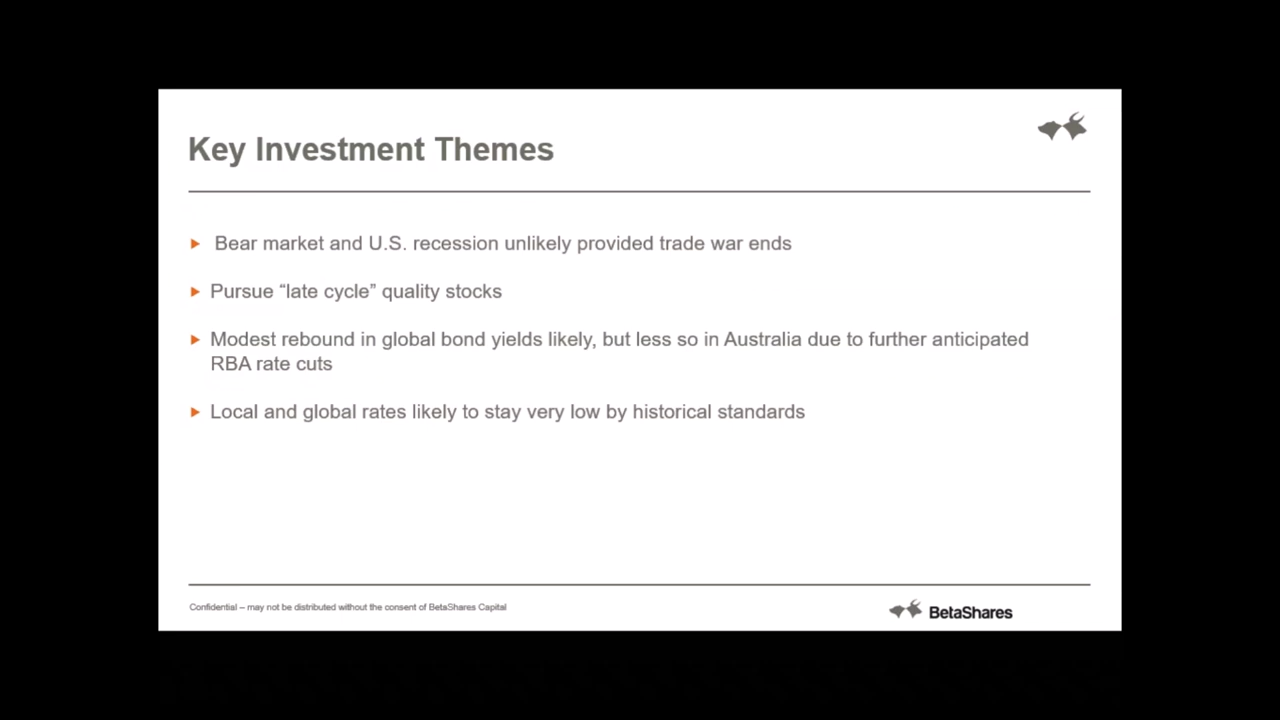 Key Investment Themes
Bear market and U.S. recession unlikely provided trade war ends
Pursue “late cycle” quality stocks
Modest rebound in global bond yields likely, but less so in Australia due to further anticipated
RBA rate cuts
Local and global rates likely to stay very low by historical standards
Confidential – may not be distributed without the consent of BetaShares Capital
BetaShares